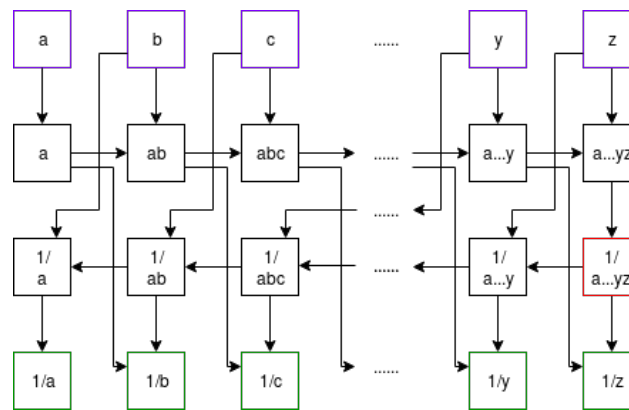 a b c ...... y z
a ab abc ...... a...y a...yz
......
1/ 1/ 1/ ...... 1/ 1/
a ab abc a...y a...yz
1/a 1/b 1/c ...... 1/y 1/z